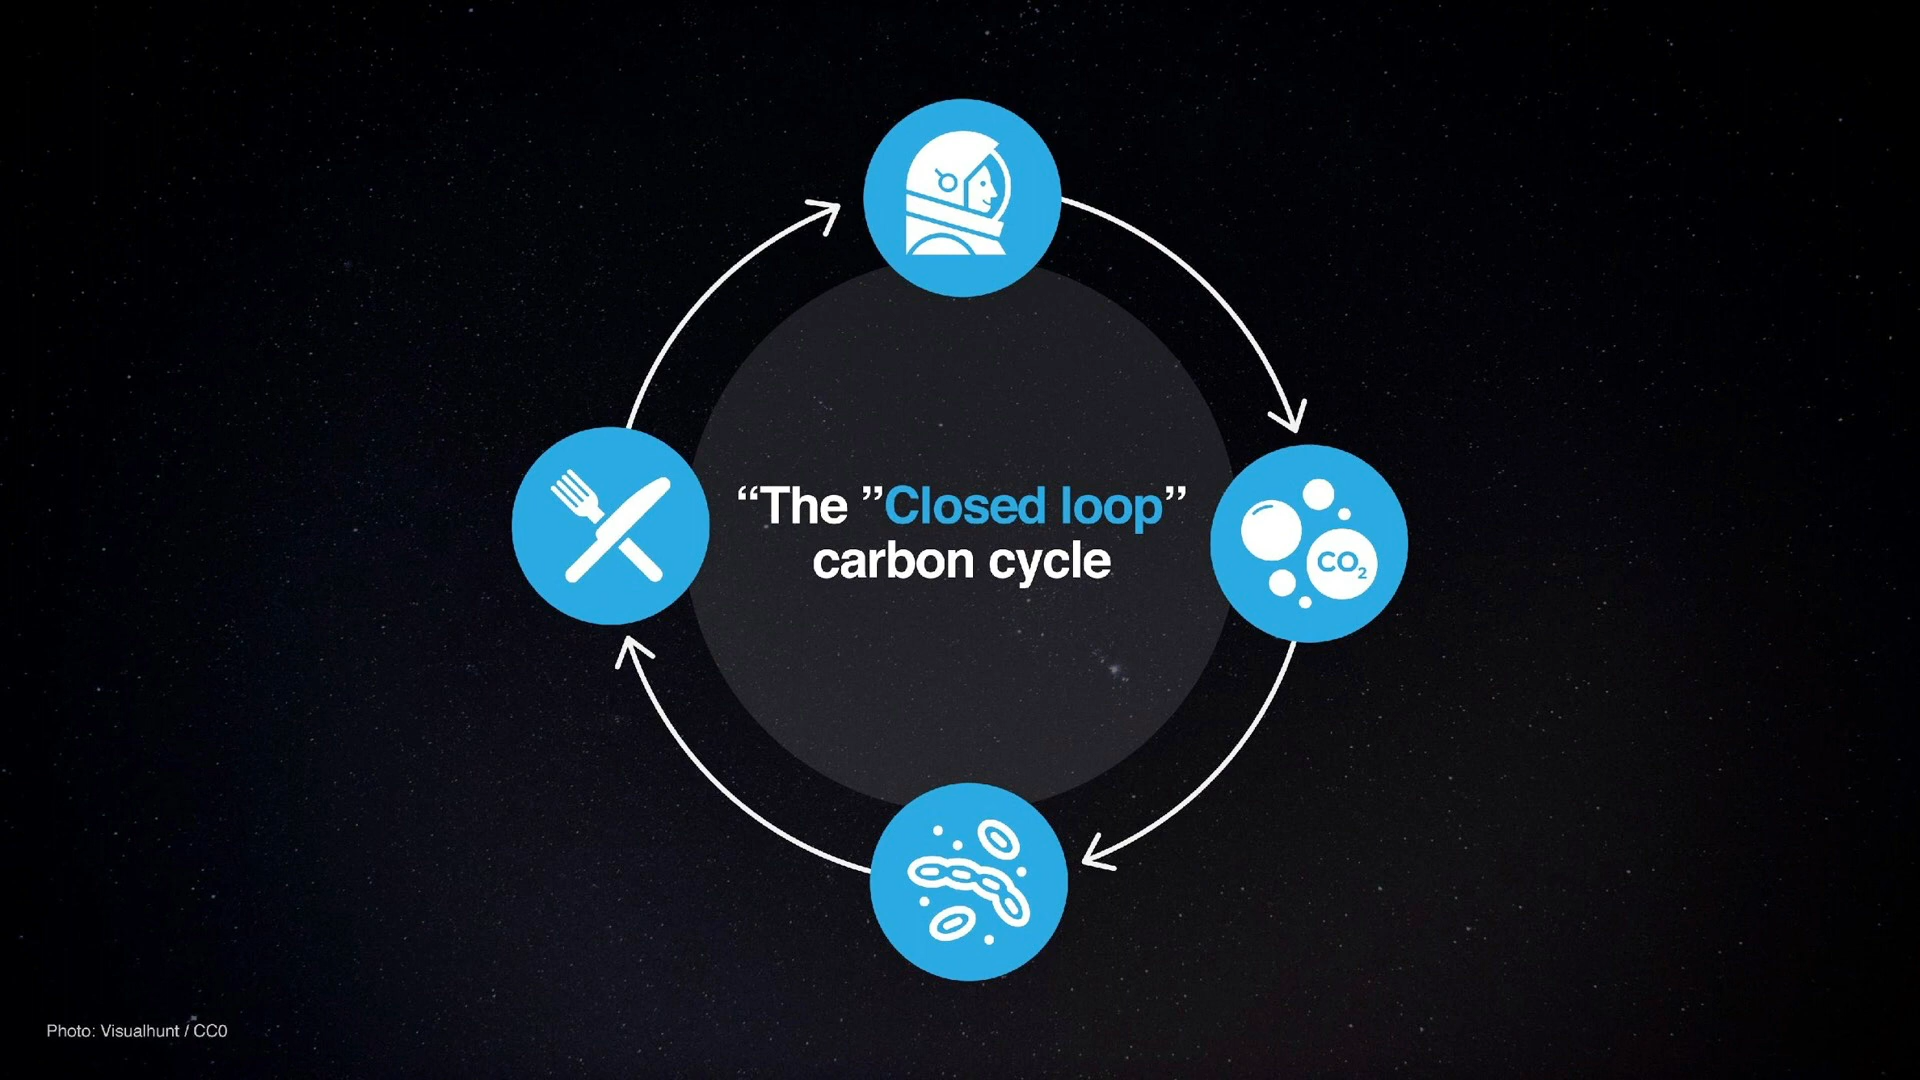 “The ”Closed loop”
carbon cycle
CO₂
Photo: Visualhunt / CC0